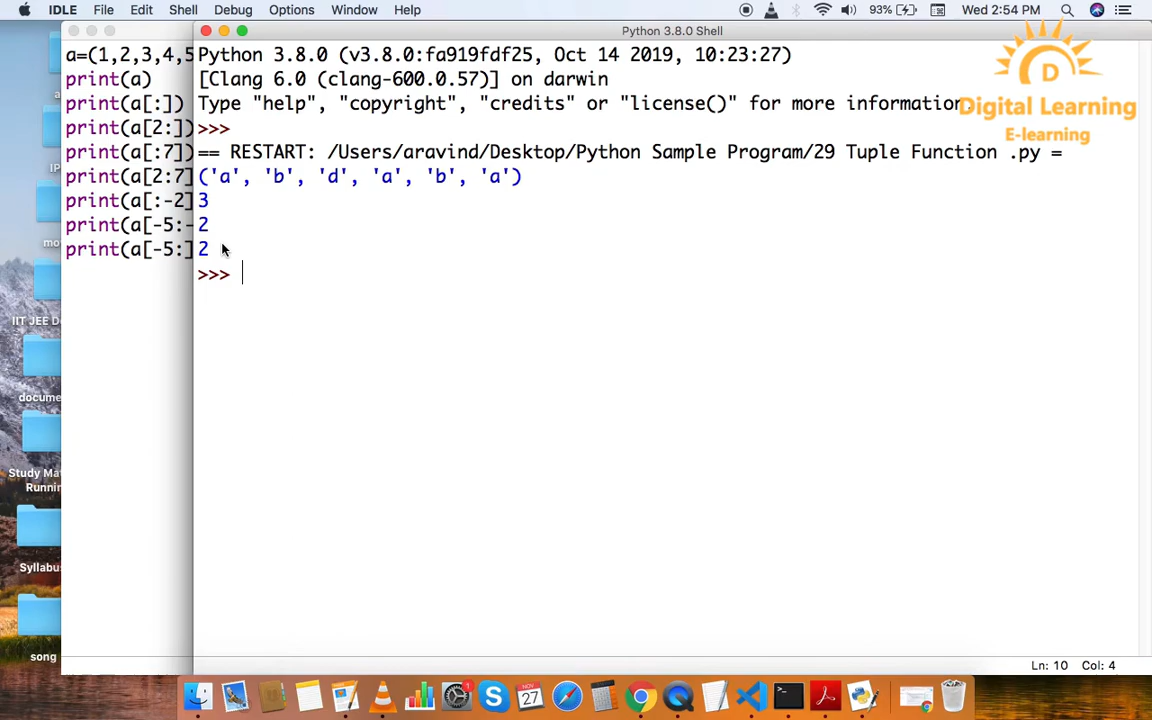 IDLE File Edit Shell Debug Options Window Help 93% Wed 2:54 PM
Python 3.8.0 Shell
a=(1,2,3,4,5
print(a)
print(a[:])
print(a[2:])
print(a[:7])
print(a[2:7]
print(a[:-2]
print(a[-5:-
print(a[-5:]
Python 3.8.0 (v3.8.0:fa919fdf25, Oct 14 2019, 10:23:27)
[Clang 6.0 (clang-600.0.57)] on darwin
Type "help", "copyright", "credits" or "license()" for more information.
>>>
== RESTART: /Users/aravind/Desktop/Python Sample Program/29 Tuple Function .py =
('a', 'b', 'd', 'a', 'b', 'a')
3
2
2
>>>
D
Digital Learning
E-learning
IIT JEE D
docume
Study Ma
Runnin
Syllabu
song
Ln: 10 Col: 4
NOV
27
1